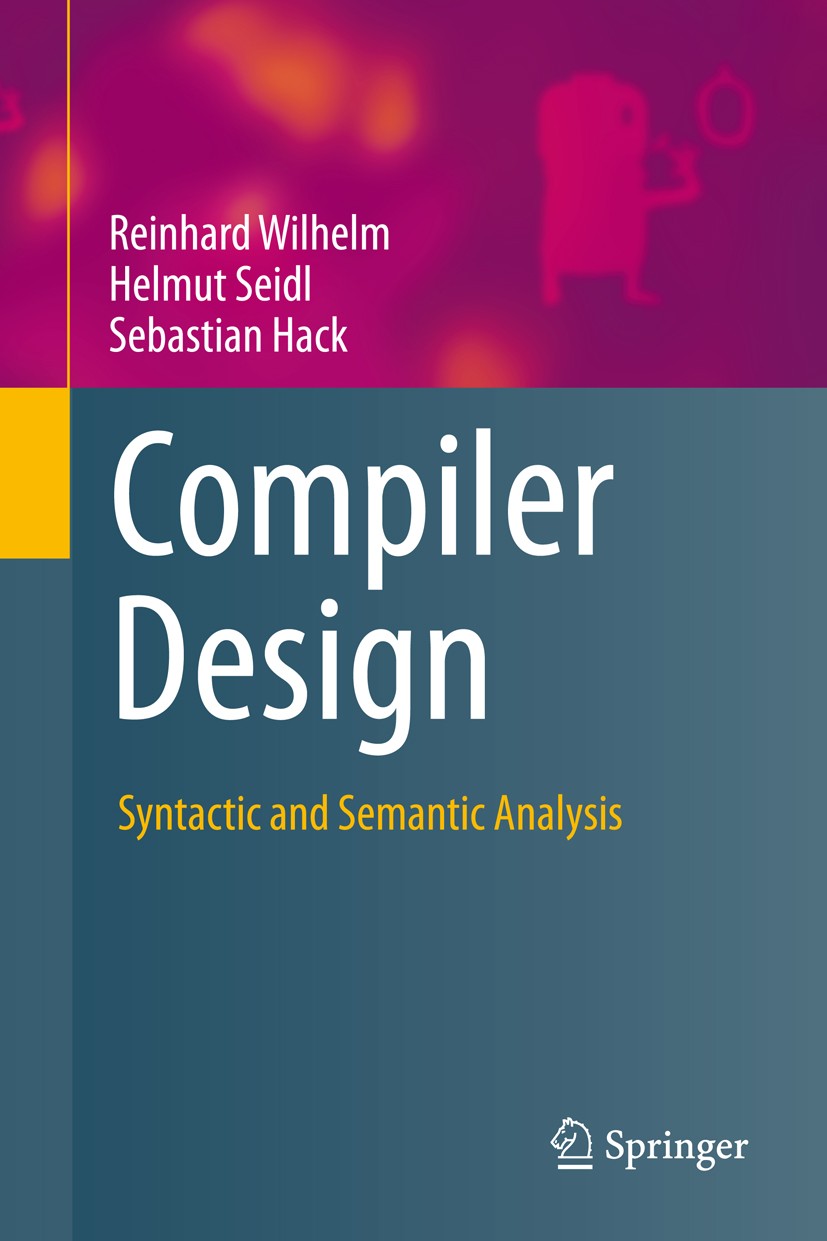 Reinhard Wilhelm
Helmut Seidl
Sebastian Hack
Compiler
Design
Syntactic and Semantic Analysis
Springer